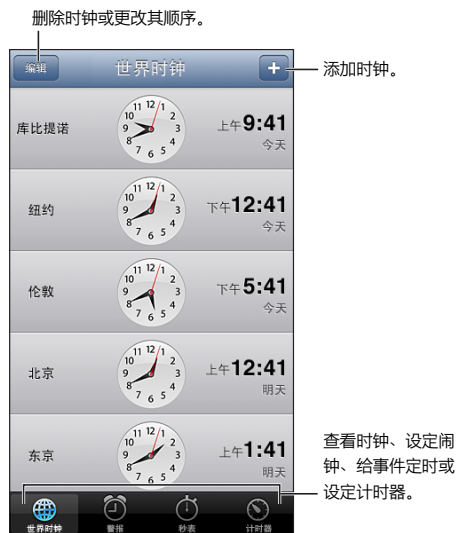 删除时钟或更改其顺序。
编辑
世界时钟
+
添加时钟。
库比提诺
上午9:41
今天
纽约
下午12:41
今天
伦敦
下午5:41
今天
北京
上午12:41
明天
东京
上午1:41
明天
查看时钟、设定闹
钟、给事件定时或
设定计时器。
世界时钟
警报
秒表
计时器